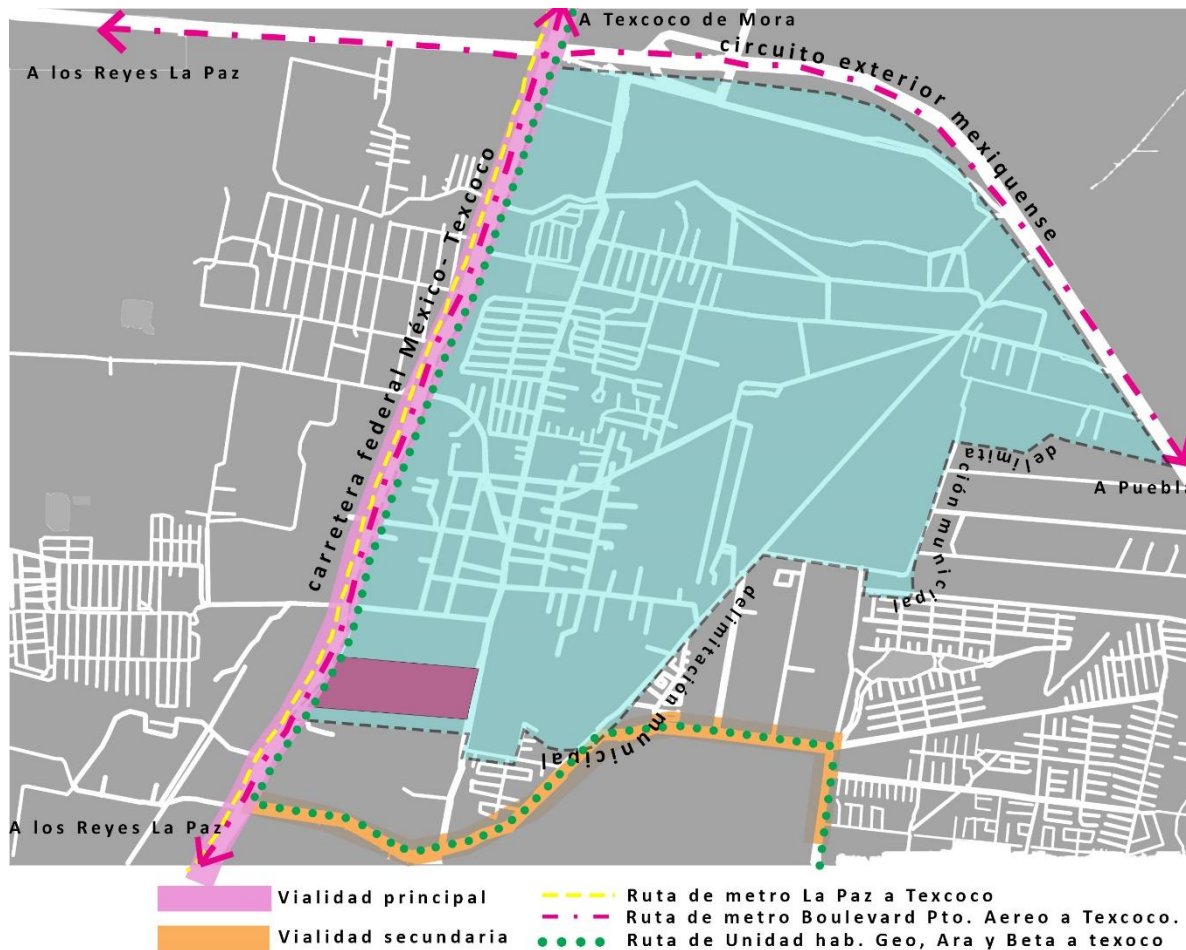 A Texcoco de Mora
circuito exterior mexiquense
A los Reyes La Paz
carretera federal México- Texcoco
delimitación municipal
A Puebla
delimitación municipal
A los Reyes La Paz
Vialidad principal
Ruta de metro La Paz a Texcoco
Ruta de metro Boulevard Pto. Aereo a Texcoco.
Vialidad secundaria
Ruta de Unidad hab. Geo, Ara y Beta a texoco